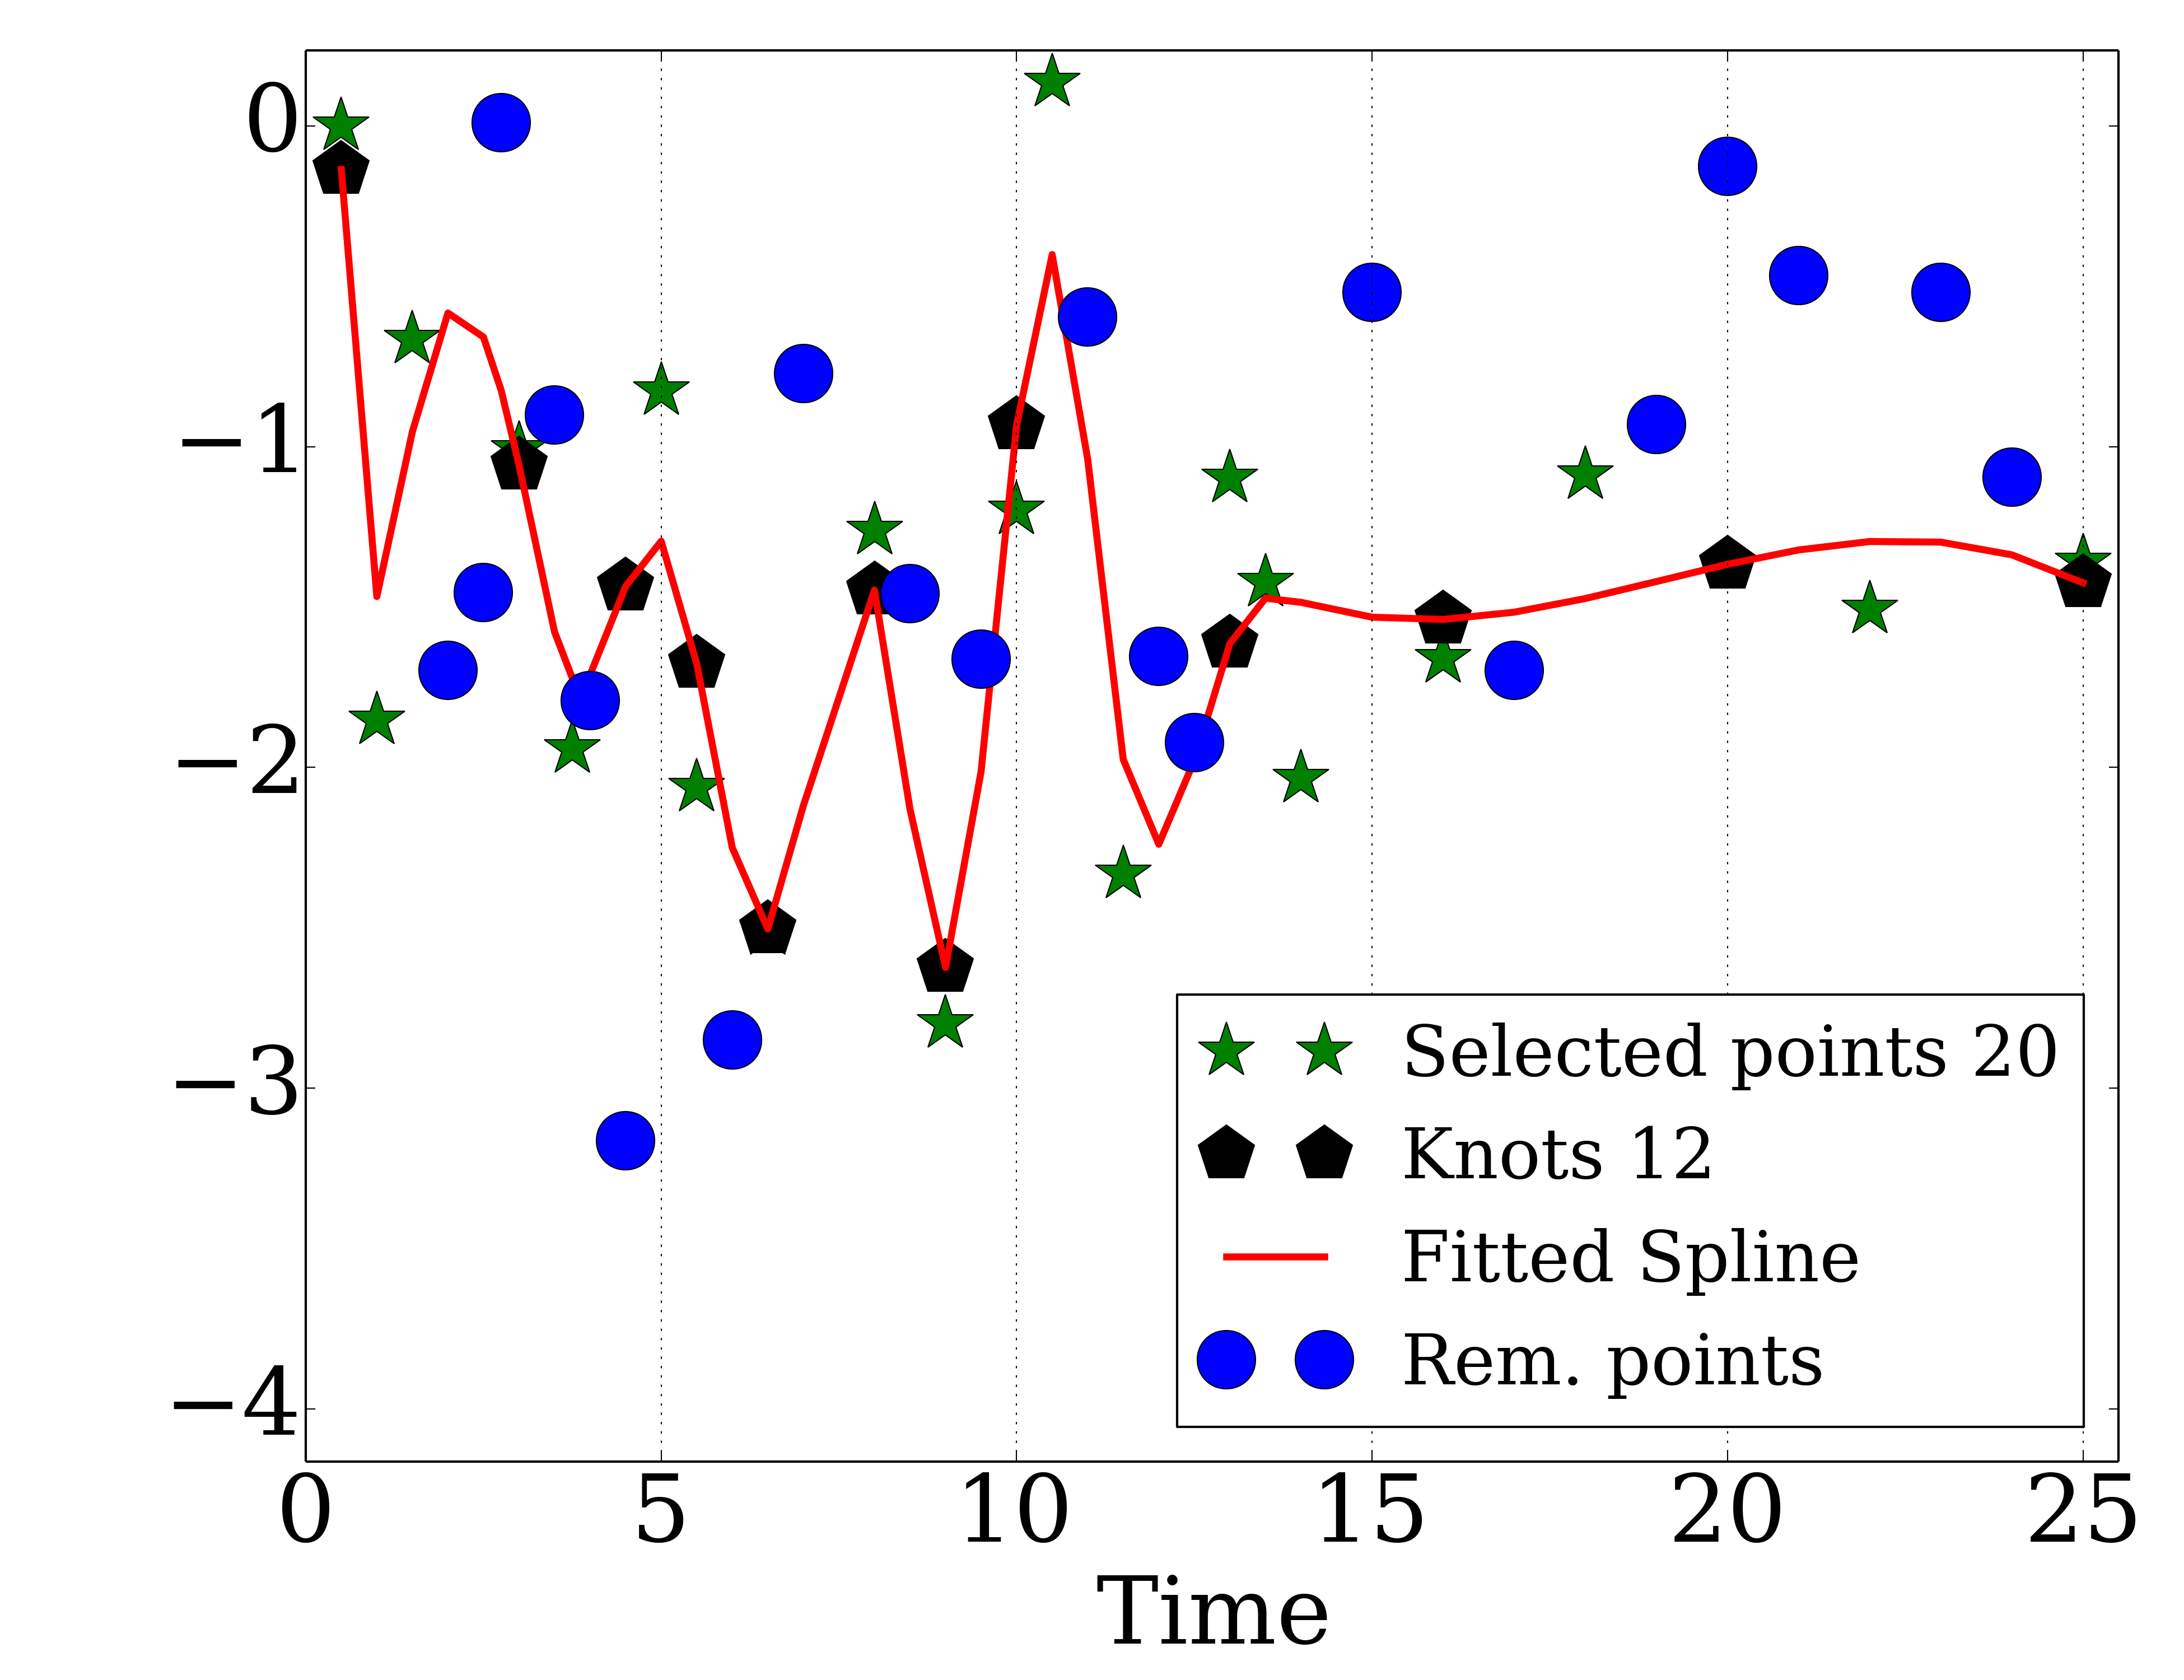 0
−1
−2
−3
−4
Selected points 20
Knots 12
Fitted Spline
Rem. points
0 5 10 15 20 25
Time